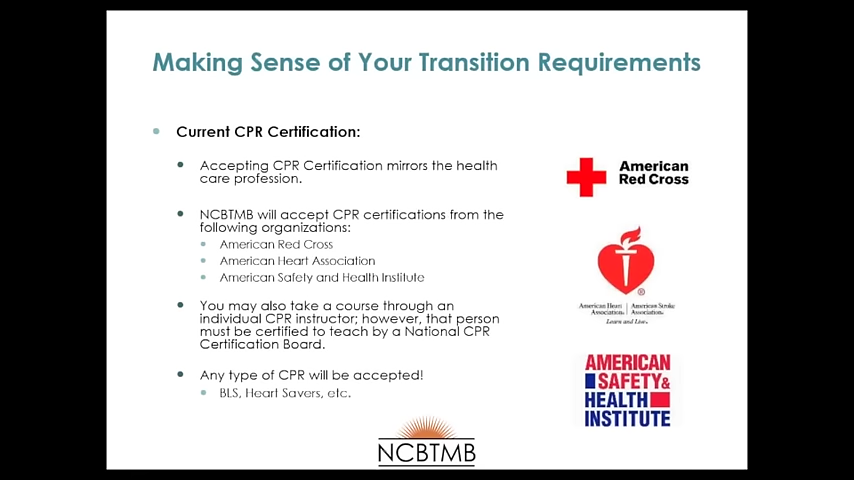 Making Sense of Your Transition Requirements
Current CPR Certification:
Accepting CPR Certification mirrors the health
care profession.
NCBTMB will accept CPR certifications from the
following organizations:
American Red Cross
American Heart Association
American Safety and Health Institute
You may also take a course through an
individual CPR instructor; however, that person
must be certified to teach by a National CPR
Certification Board.
Any type of CPR will be accepted!
BLS, Heart Savers, etc.
American
Red Cross
American Heart | American Stroke
Association® | Association®
Learn and Live®
AMERICAN
SAFETY&
HEALTH
INSTITUTE
NCBTMB